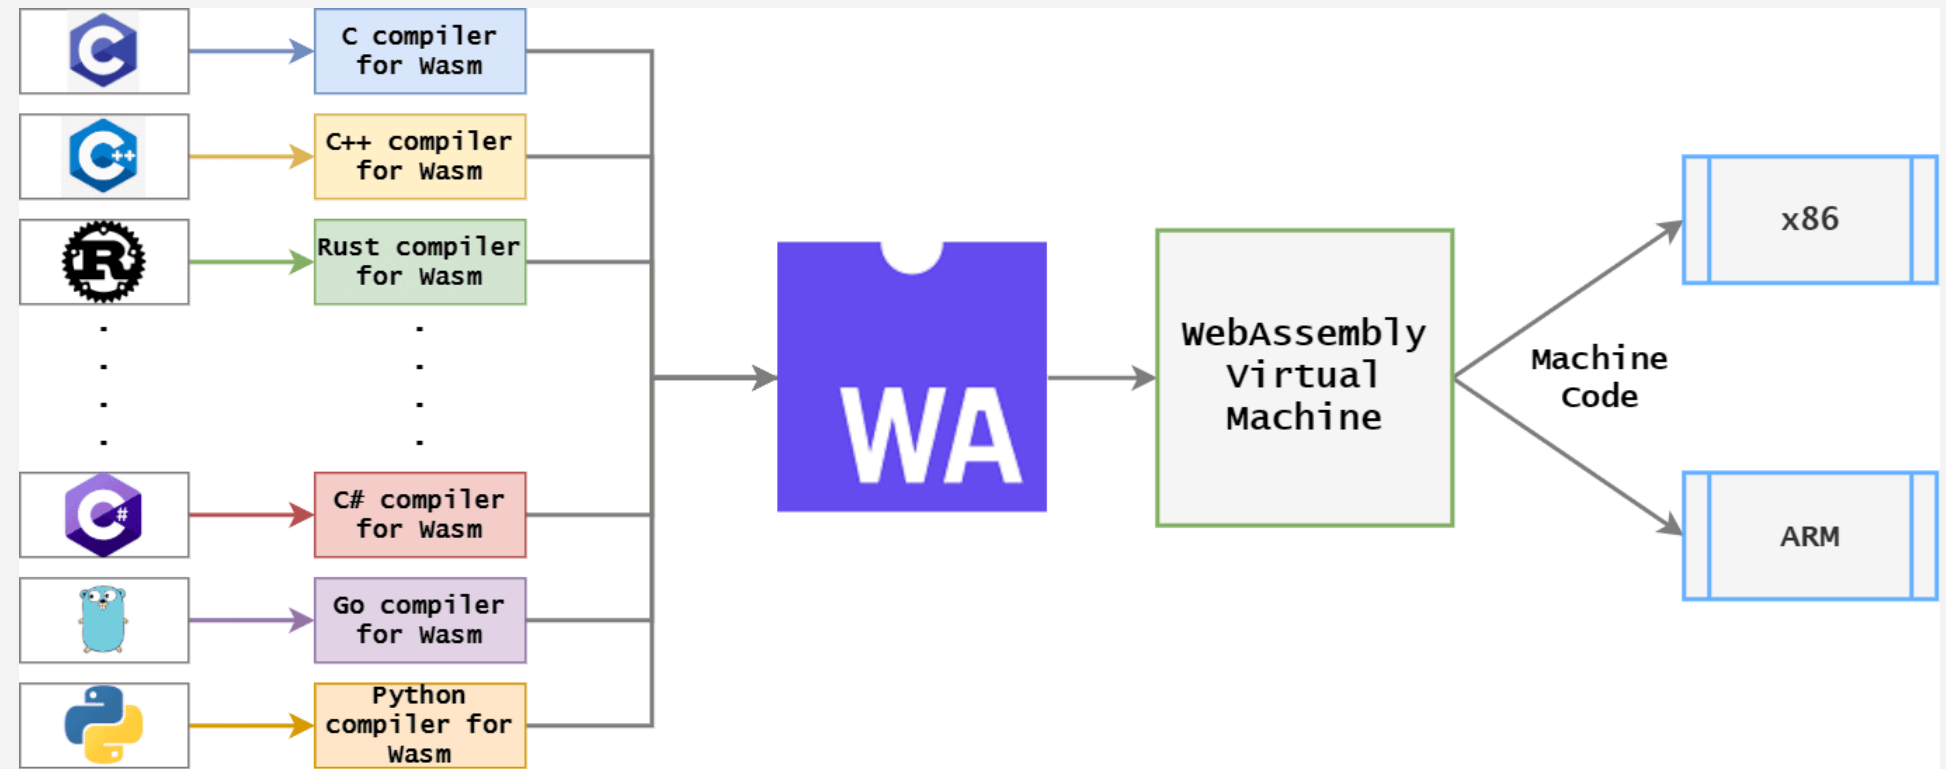 C
C compiler
for Wasm
C++
C++ compiler
for Wasm
R
Rust compiler
for Wasm
C#
C# compiler
for Wasm
Go compiler
for Wasm
Python
compiler for
Wasm
WA
WebAssembly
Virtual
Machine
Machine
Code
x86
ARM